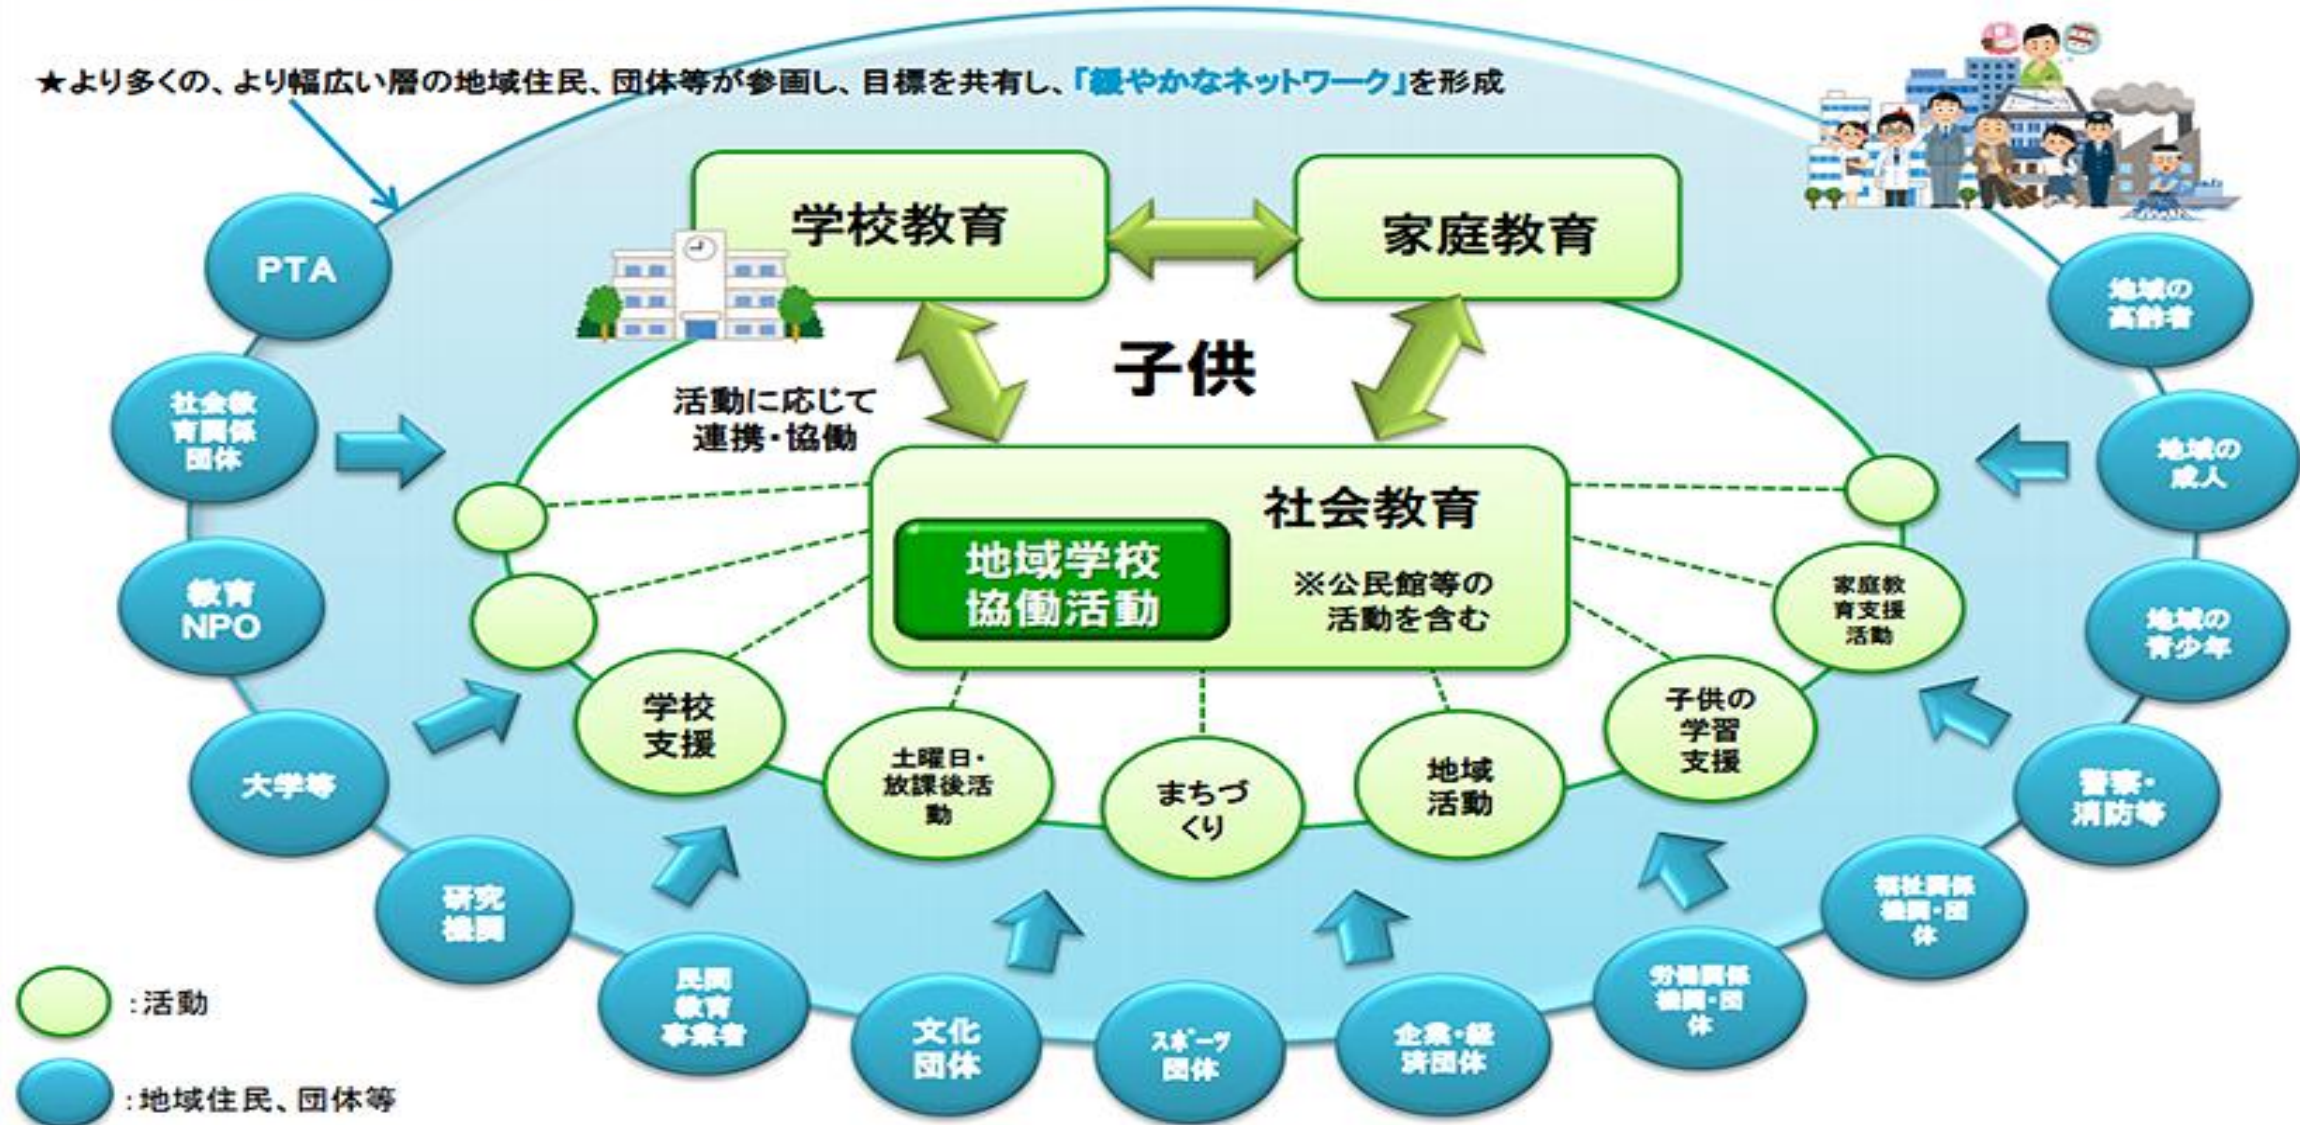 ★より多くの、より幅広い層の地域住民、団体等が参画し、目標を共有し、「緩やかなネットワーク」を形成
学校教育
家庭教育
子供
活動に応じて
連携・協働
社会教育
地域学校
協働活動
※公民館等の
活動を含む
PTA
社会教
育関係
団体
教育
NPO
大学等
研究
機関
民間
教育
事業者
文化
団体
スポーツ
団体
企業・経
済団体
労働関係
機関・団
体
福祉関係
機関・団
体
警察・
消防等
地域の
青少年
地域の
成人
地域の
高齢者
学校
支援
土曜日・
放課後活
動
まちづ
くり
地域
活動
子供の
学習
支援
家庭教
育支援
活動
:活動
:地域住民、団体等